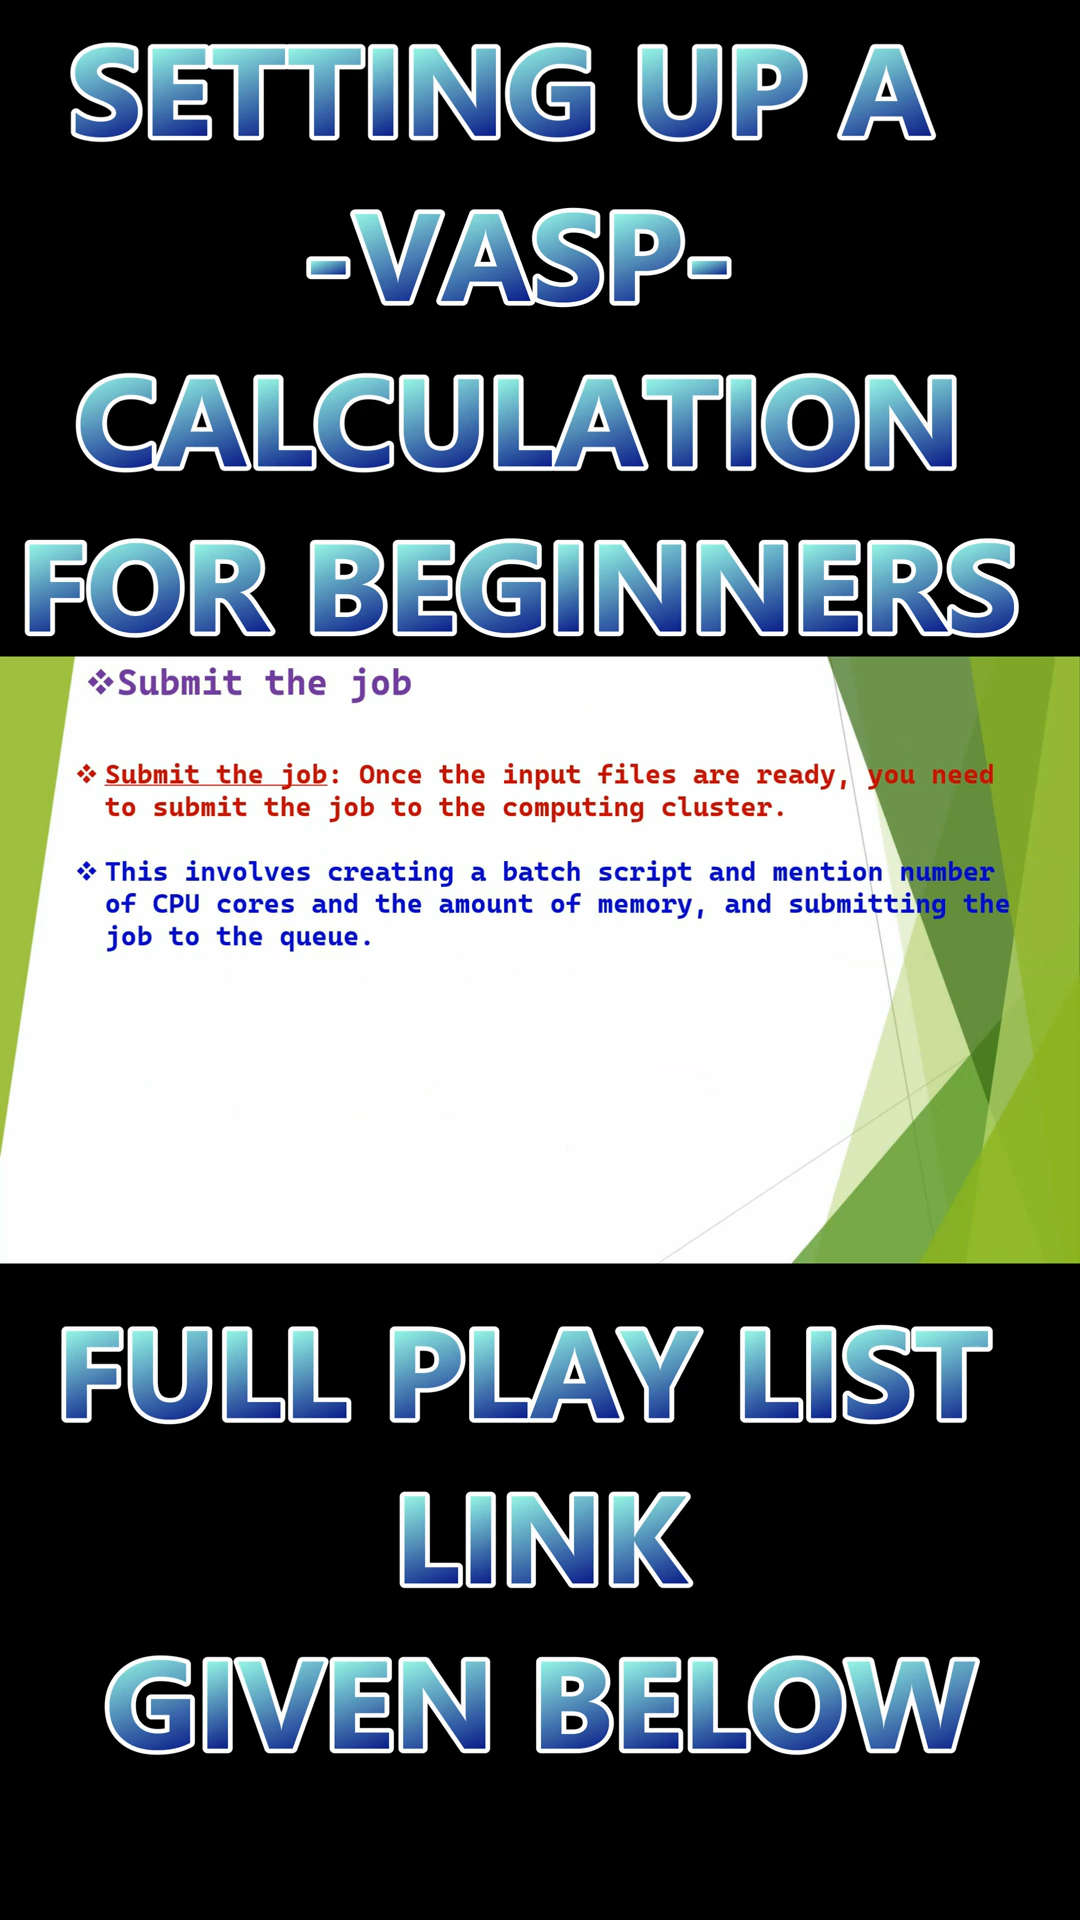 SETTING UP A
-VASP-
CALCULATION
FOR BEGINNERS
❖Submit the job
❖ Submit the job: Once the input files are ready, you need
to submit the job to the computing cluster.
❖ This involves creating a batch script and mention number
of CPU cores and the amount of memory, and submitting the
job to the queue.
FULL PLAY LIST
LINK
GIVEN BELOW